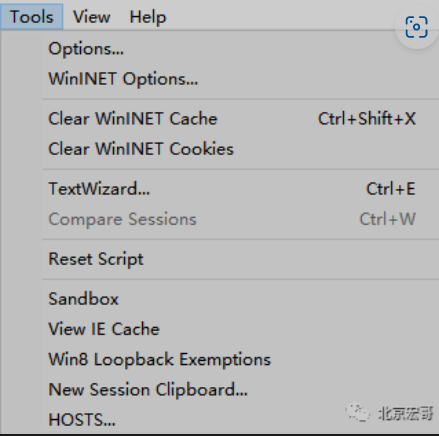 Tools View Help
Options...
WinINET Options...
Clear WinINET Cache Ctrl+Shift+X
Clear WinINET Cookies
TextWizard... Ctrl+E
Compare Sessions Ctrl+W
Reset Script
Sandbox
View IE Cache
Win8 Loopback Exemptions
New Session Clipboard...
HOSTS...
北京宏哥